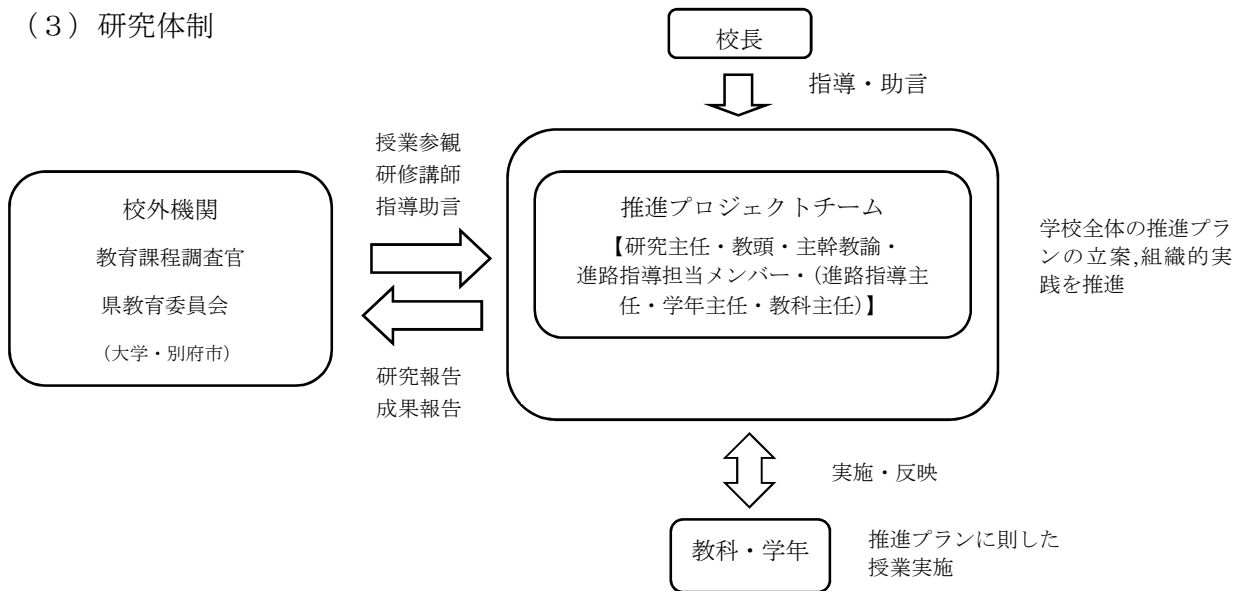 (３) 研究体制
校長
指導・助言
授業参観
研修講師
指導助言
校外機関
教育課程調査官
県教育委員会
(大学・別府市)
推進プロジェクトチーム
【研究主任・教頭・主幹教諭・
進路指導担当メンバー・(進路指導主
任・学年主任・教科主任)】
学校全体の推進プラ
ンの立案,組織的実
践を推進
研究報告
成果報告
実施・反映
教科・学年
推進プランに則した
授業実施